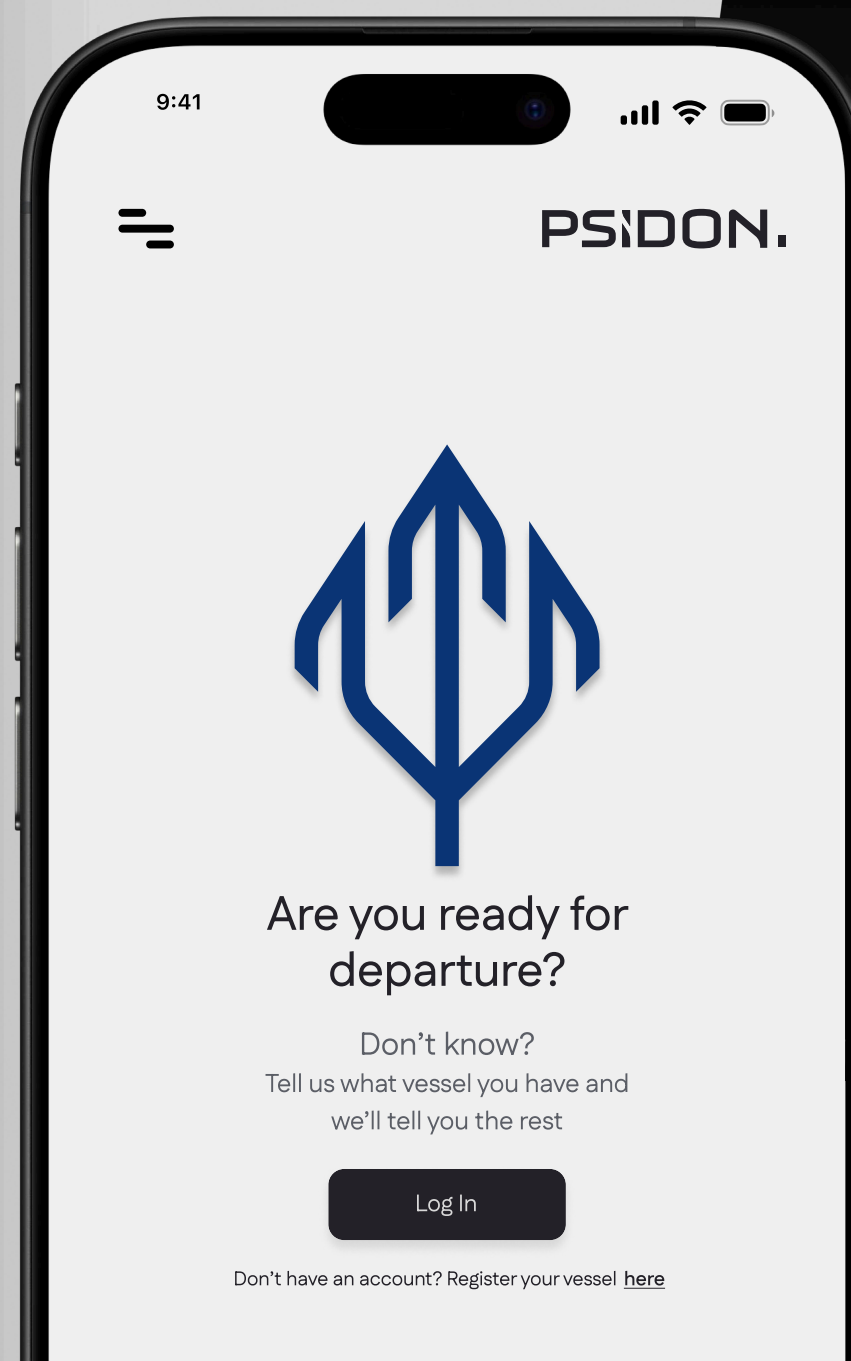 9:41
PSIDON.
Are you ready for
departure?
Don’t know?
Tell us what vessel you have and
we’ll tell you the rest
Log In
Don’t have an account? Register your vessel here